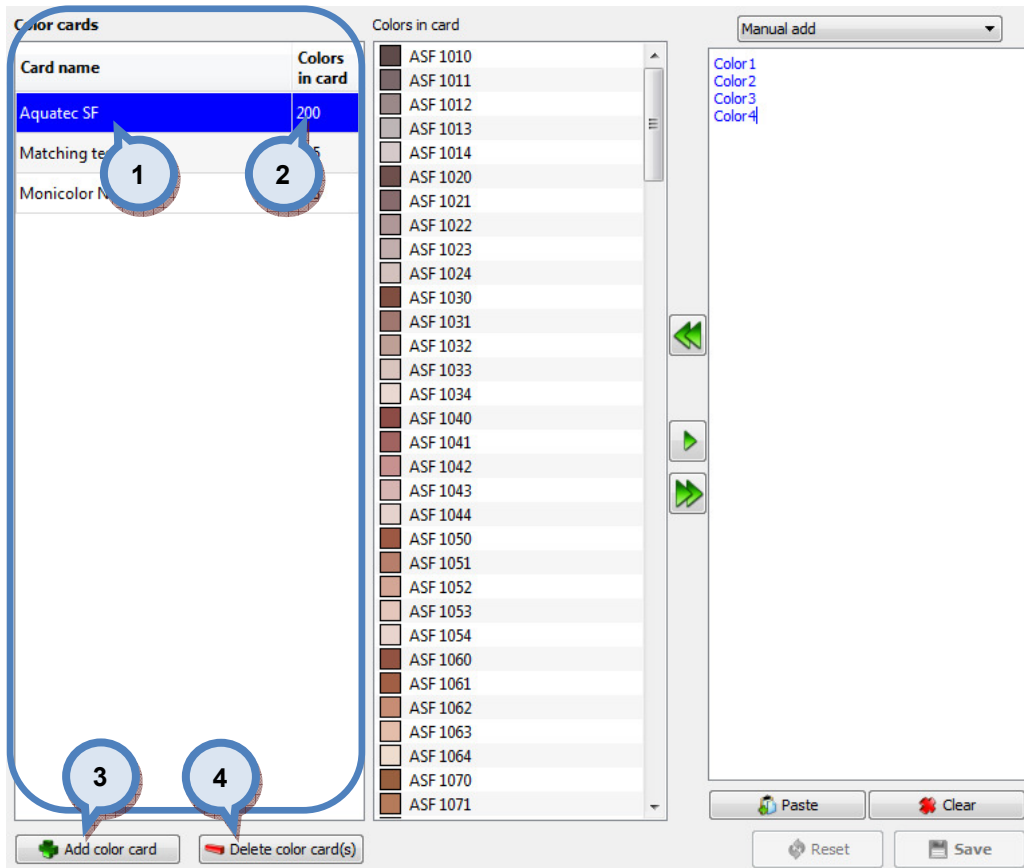 Color cards
Card name
Colors in card
Aquatec SF
200
Matching te
5
Monicolor N
1
2
3
4
Add color card
Delete color card(s)
Colors in card
ASF 1010
ASF 1011
ASF 1012
ASF 1013
ASF 1014
ASF 1020
ASF 1021
ASF 1022
ASF 1023
ASF 1024
ASF 1030
ASF 1031
ASF 1032
ASF 1033
ASF 1034
ASF 1040
ASF 1041
ASF 1042
ASF 1043
ASF 1044
ASF 1050
ASF 1051
ASF 1052
ASF 1053
ASF 1054
ASF 1060
ASF 1061
ASF 1062
ASF 1063
ASF 1064
ASF 1070
ASF 1071
Manual add
Color1
Color2
Color3
Color4
Paste
Clear
Reset
Save